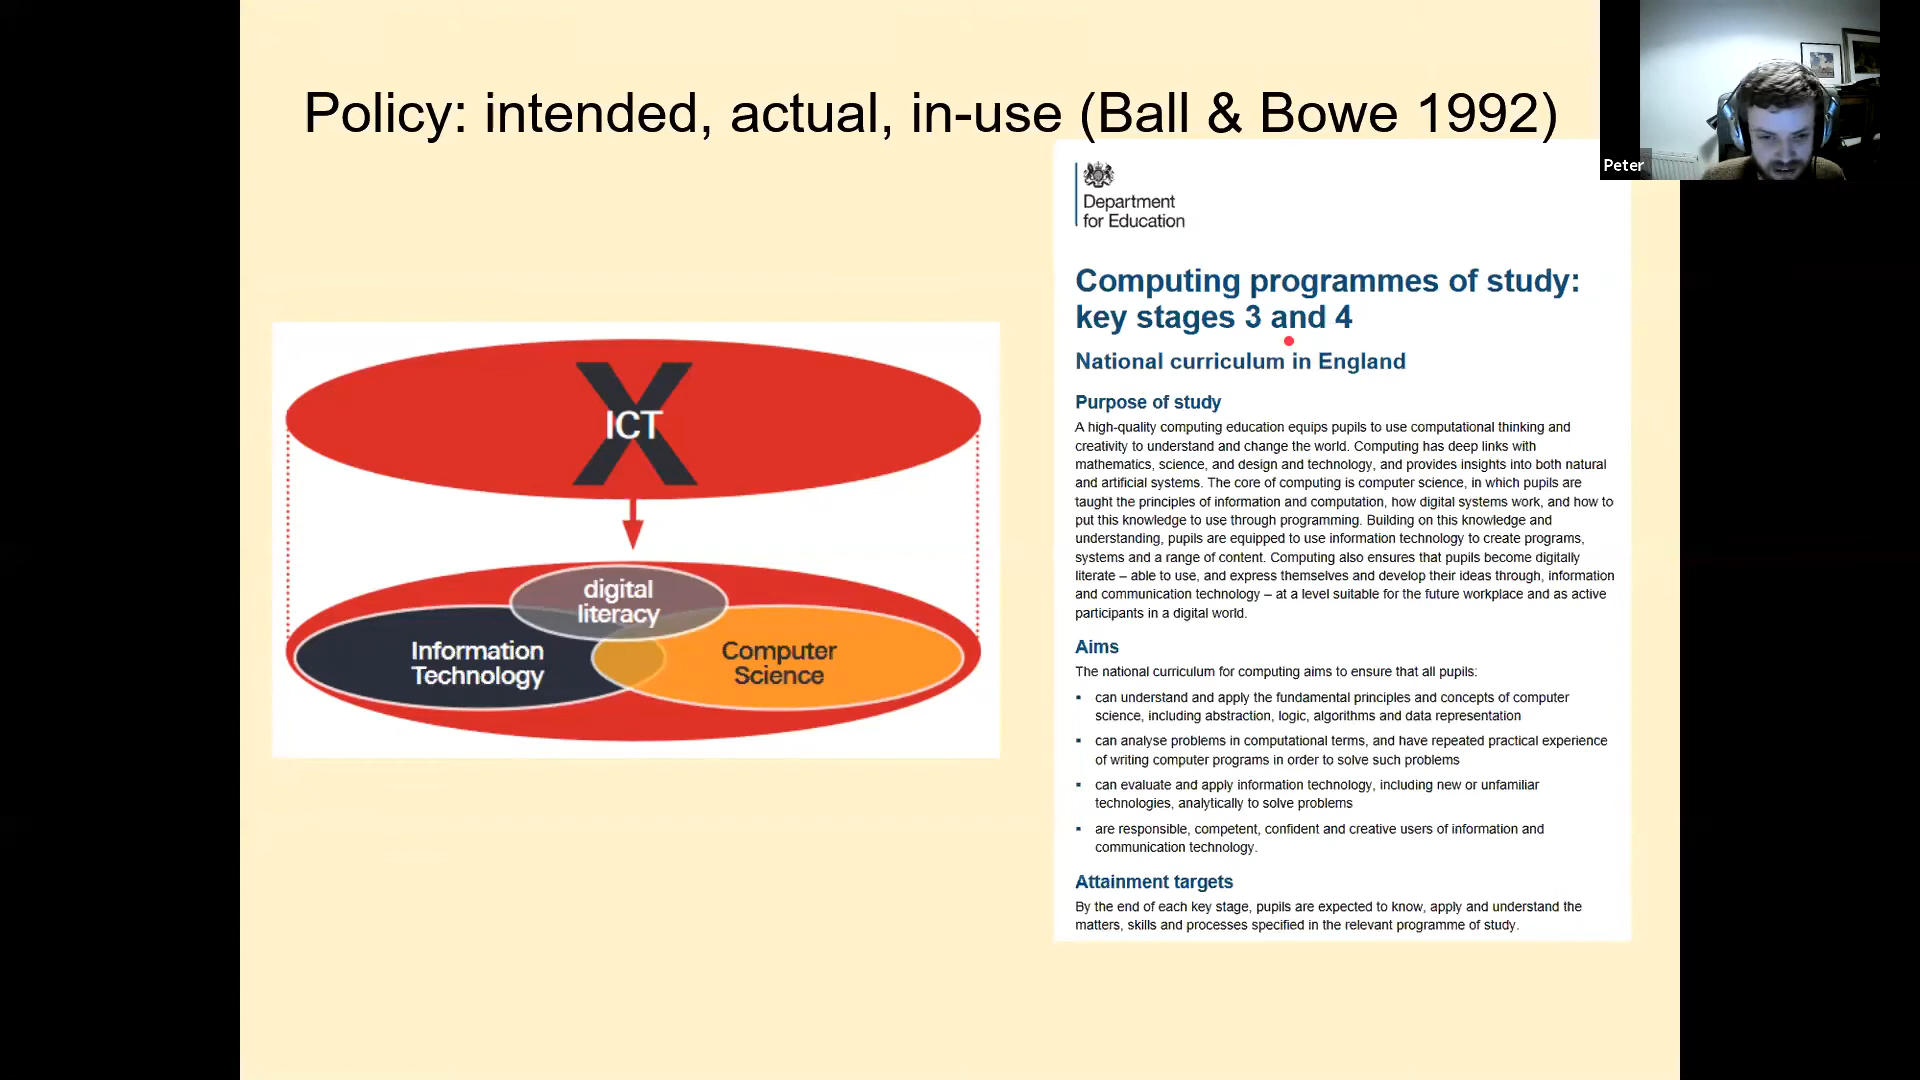 Policy: intended, actual, in-use (Ball & Bowe 1992)
Peter
X
ICT
digital
literacy
Information
Technology
Computer
Science
Department
for Education
Computing programmes of study:
key stages 3 and 4
National curriculum in England
Purpose of study
A high-quality computing education equips pupils to use computational thinking and
creativity to understand and change the world. Computing has deep links with
mathematics, science, and design and technology, and provides insights into both natural
and artificial systems. The core of computing is computer science, in which pupils are
taught the principles of information and computation, how digital systems work, and how to
put this knowledge to use through programming. Building on this knowledge and
understanding, pupils are equipped to use information technology to create programs,
systems and a range of content. Computing also ensures that pupils become digitally
literate – able to use, and express themselves and develop their ideas through, information
and communication technology – at a level suitable for the future workplace and as active
participants in a digital world.
Aims
The national curriculum for computing aims to ensure that all pupils:
▪ can understand and apply the fundamental principles and concepts of computer
science, including abstraction, logic, algorithms and data representation
▪ can analyse problems in computational terms, and have repeated practical experience
of writing computer programs in order to solve such problems
▪ can evaluate and apply information technology, including new or unfamiliar
technologies, analytically to solve problems
▪ are responsible, competent, confident and creative users of information and
communication technology.
Attainment targets
By the end of each key stage, pupils are expected to know, apply and understand the
matters, skills and processes specified in the relevant programme of study.